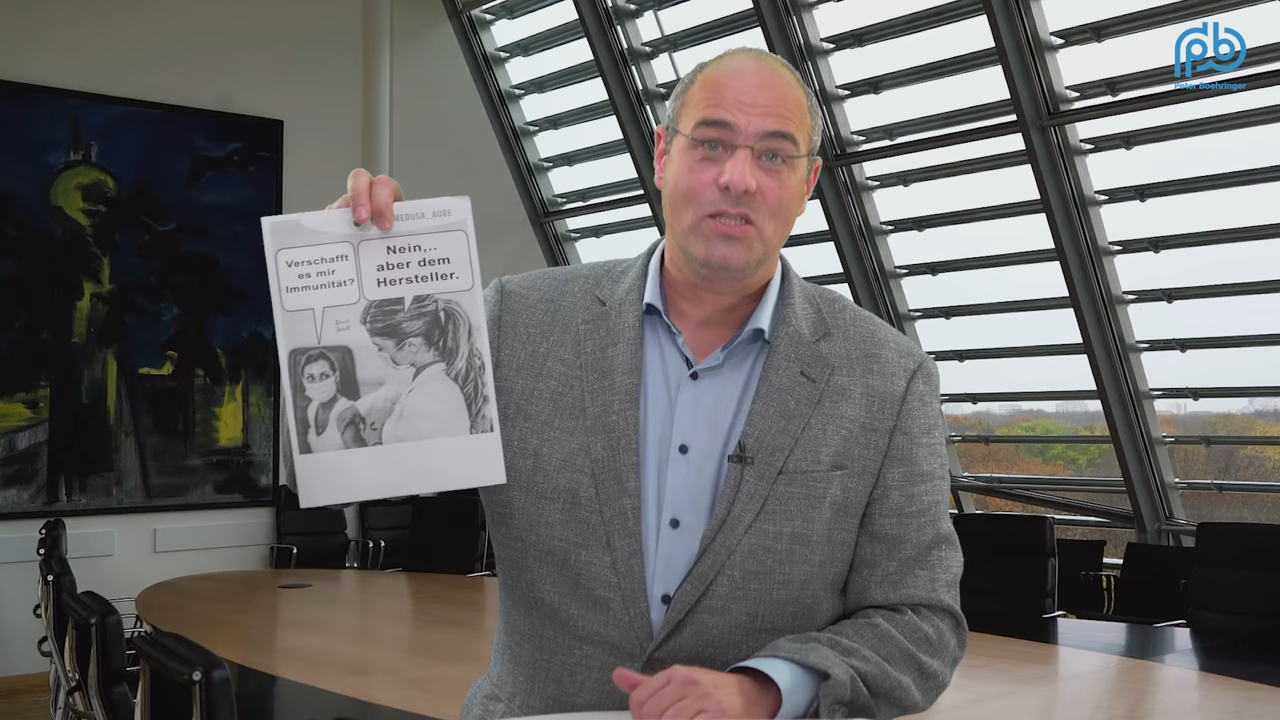 pb
Peter Boehringer
MEDUSA_AUGE
Verschafft
es mir
Immunität?
Nein,..
aber dem
Hersteller.